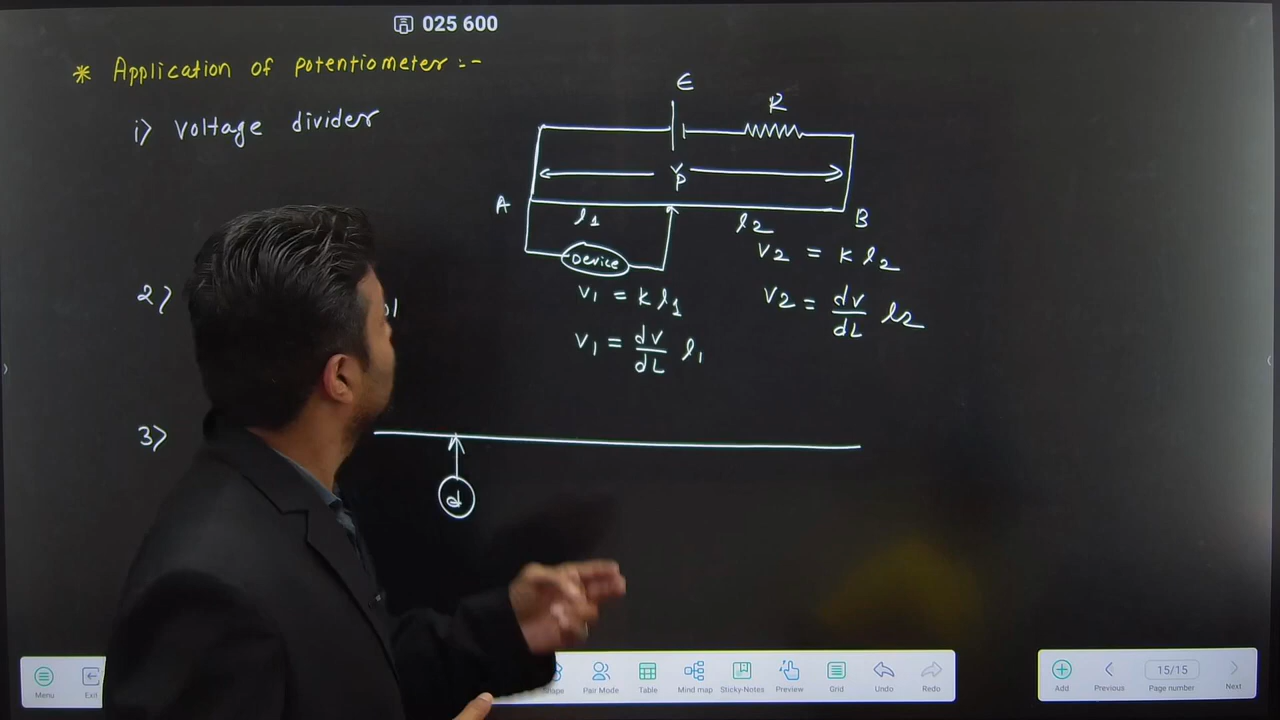 025 600
* Application of potentiometer :-
i) Voltage divider
E
R
Vp
A
l1
l2
B
Device
V2 = K l2
V1 = K l1
V2 = dV/dL l2
V1 = dV/dL l1
2)
3)
d
Menu
Exit
Pair Mode
Table
Mind map
Sticky-Notes
Preview
Grid
Undo
Redo
Add
Previous
15/15
Page number
Next